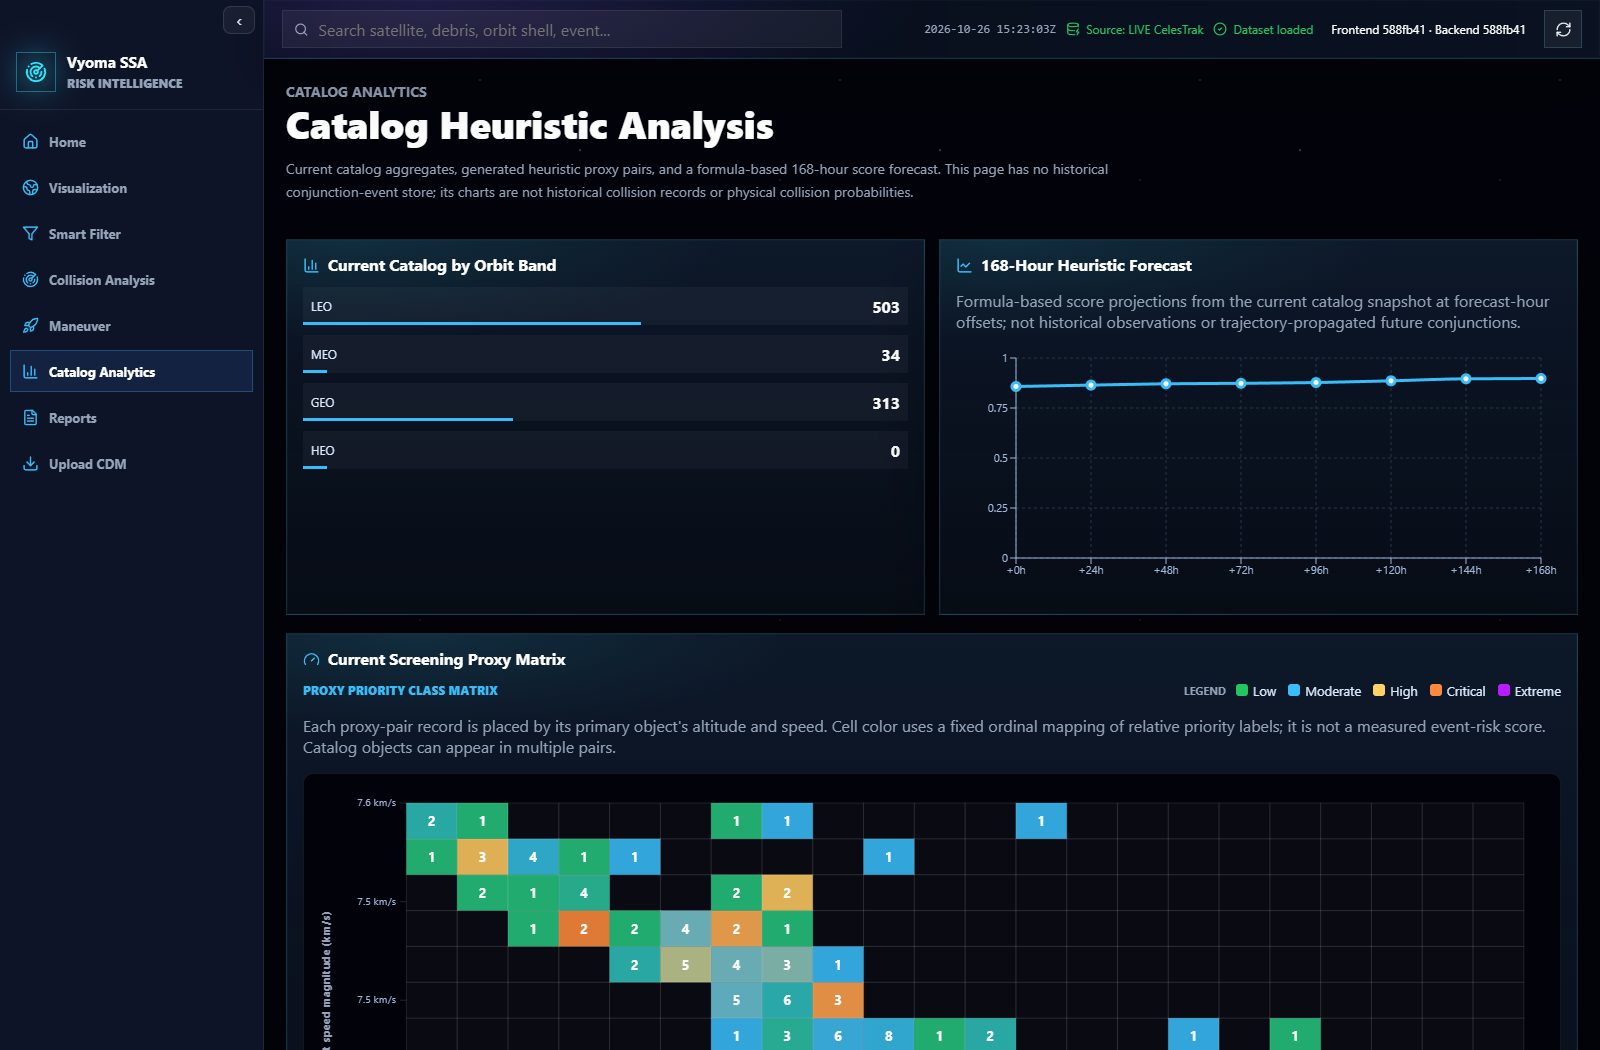 ‹
Vyoma SSA
RISK INTELLIGENCE
Home
Visualization
Smart Filter
Collision Analysis
Maneuver
Catalog Analytics
Reports
Upload CDM
Search satellite, debris, orbit shell, event...
2026-10-26 15:23:03Z
Source: LIVE CelesTrak
Dataset loaded
Frontend 588fb41 · Backend 588fb41
CATALOG ANALYTICS
Catalog Heuristic Analysis
Current catalog aggregates, generated heuristic proxy pairs, and a formula-based 168-hour score forecast. This page has no historical
conjunction-event store; its charts are not historical collision records or physical collision probabilities.
Current Catalog by Orbit Band
LEO 503
MEO 34
GEO 313
HEO 0
168-Hour Heuristic Forecast
Formula-based score projections from the current catalog snapshot at forecast-hour
offsets; not historical observations or trajectory-propagated future conjunctions.
1
0.75
0.5
0.25
0
+0h +24h +48h +72h +96h +120h +144h +168h
Current Screening Proxy Matrix
PROXY PRIORITY CLASS MATRIX
LEGEND Low Moderate High Critical Extreme
Each proxy-pair record is placed by its primary object's altitude and speed. Cell color uses a fixed ordinal mapping of relative priority labels; it is not a measured event-risk score.
Catalog objects can appear in multiple pairs.
7.6 km/s 2 1 1 1 1
1 3 4 1 1 1
7.5 km/s 2 1 4 2 2
1 2 2 4 2 1
2 5 4 3 1
7.5 km/s 5 6 3
1 3 6 8 1 2 1 1
speed magnitude (km/s)